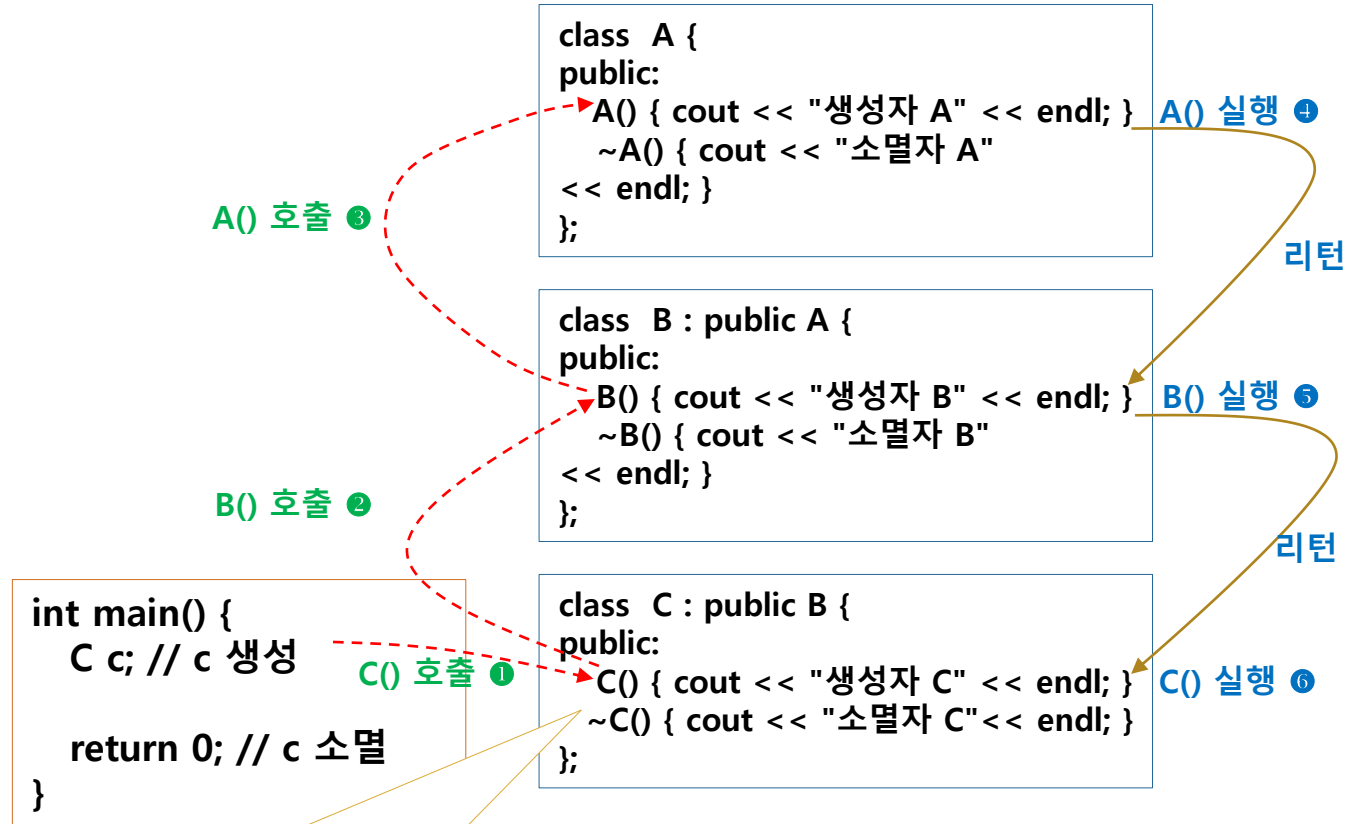 class  A {
public:
A() { cout << "생성자 A" << endl; }
A() 실행 ❹
~A() { cout << "소멸자 A"
<< endl; }
};
A() 호출 ❸
리턴
class  B : public A {
public:
B() { cout << "생성자 B" << endl; }
B() 실행 ❺
~B() { cout << "소멸자 B"
<< endl; }
};
B() 호출 ❷
리턴
int main() {
C c; // c 생성
return 0; // c 소멸
}
C() 호출 ❶
class  C : public B {
public:
C() { cout << "생성자 C" << endl; }
C() 실행 ❻
~C() { cout << "소멸자 C"<< endl; }
};